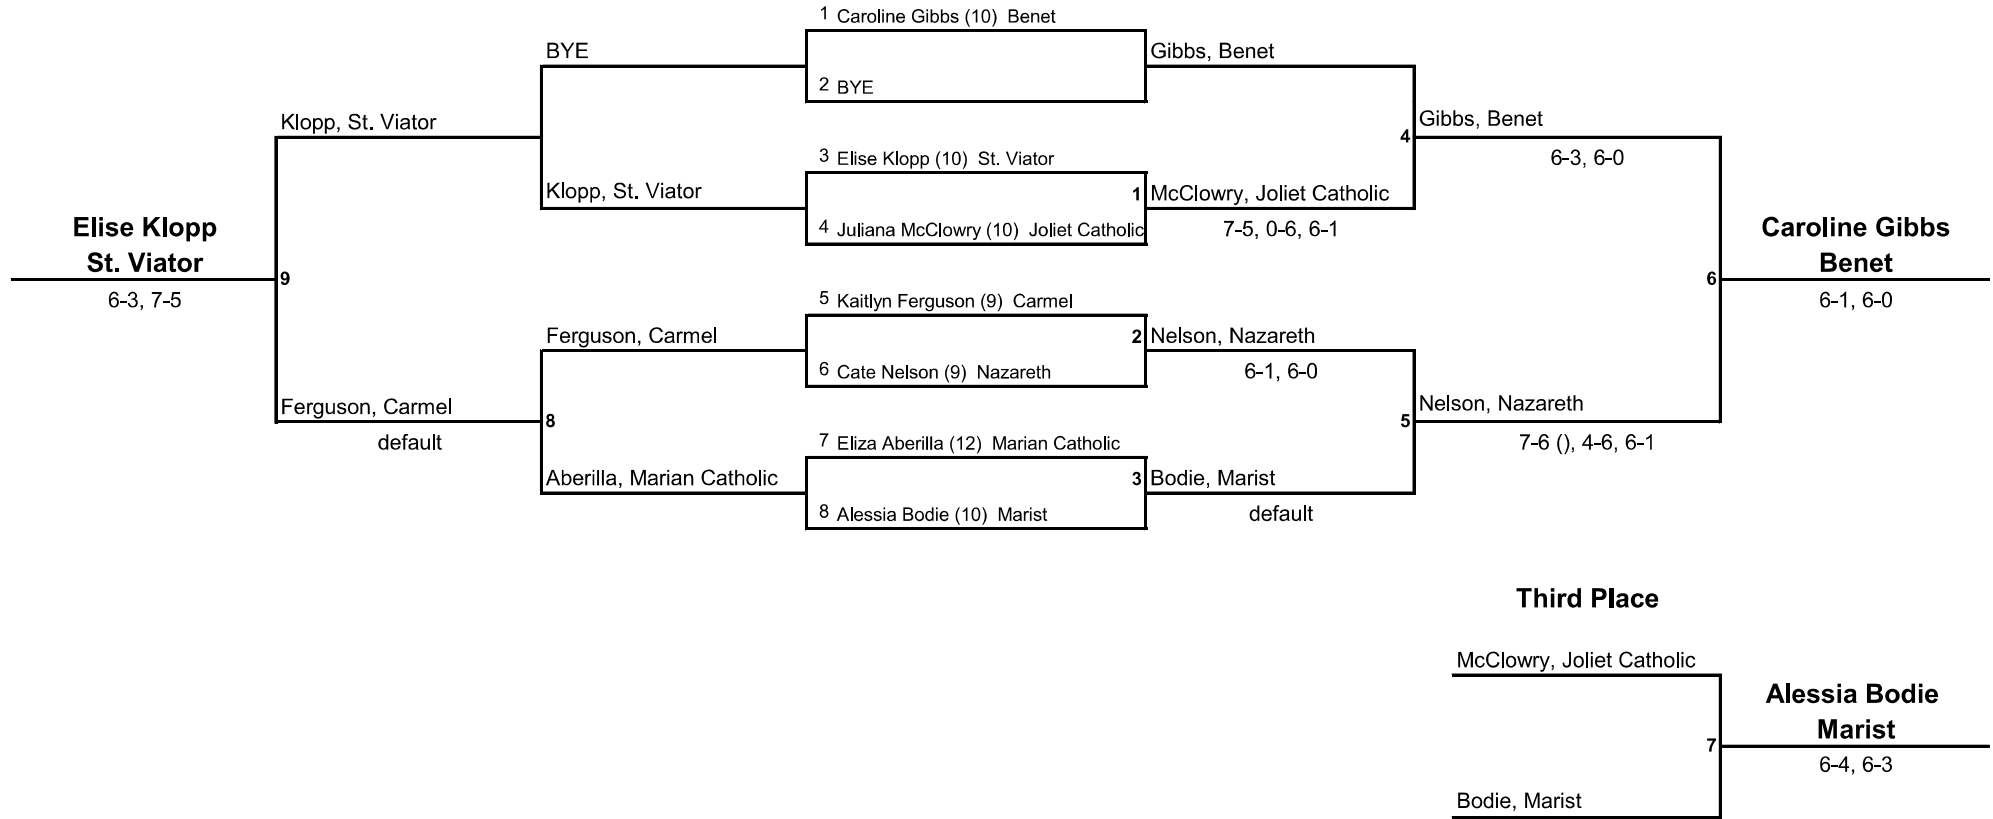 1 Caroline Gibbs (10) Benet
BYE
Gibbs, Benet
2 BYE
Klopp, St. Viator
4
Gibbs, Benet
6-3, 6-0
3 Elise Klopp (10) St. Viator
Klopp, St. Viator
1
McClowry, Joliet Catholic
4 Juliana McClowry (10) Joliet Catholic
7-5, 0-6, 6-1
Elise Klopp
St. Viator
9
6-3, 7-5
6
Caroline Gibbs
Benet
6-1, 6-0
5 Kaitlyn Ferguson (9) Carmel
Ferguson, Carmel
2
Nelson, Nazareth
6 Cate Nelson (9) Nazareth
6-1, 6-0
Ferguson, Carmel
default
8
5
Nelson, Nazareth
7-6 (), 4-6, 6-1
7 Eliza Aberilla (12) Marian Catholic
Aberilla, Marian Catholic
3
Bodie, Marist
8 Alessia Bodie (10) Marist
default
Third Place
McClowry, Joliet Catholic
Alessia Bodie
Marist
7
6-4, 6-3
Bodie, Marist